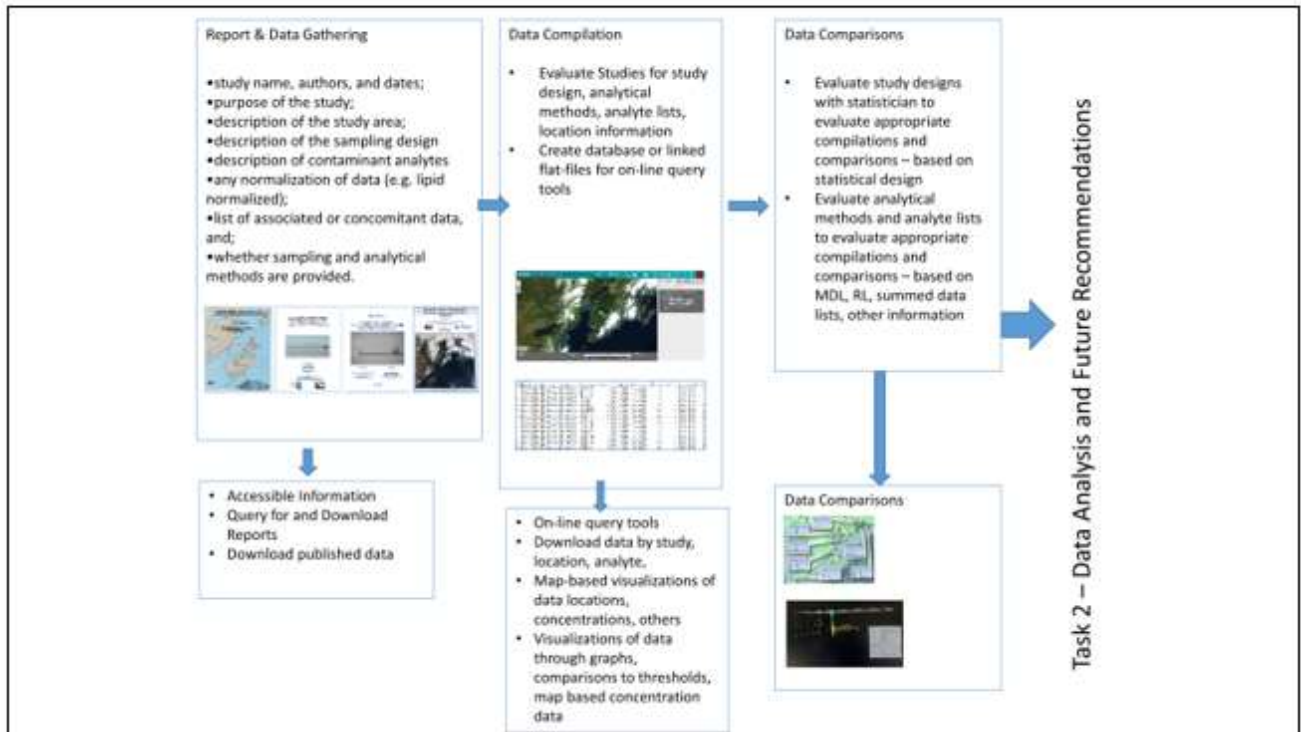 Report & Data Gathering
•study name, authors, and dates;
•purpose of the study;
•description of the study area;
•description of the sampling design
•description of contaminant analytes
•any normalization of data (e.g. lipid
normalized);
•list of associated or concomitant data,
and;
•whether sampling and analytical
methods are provided.
• Accessible Information
• Query for and Download
Reports
• Download published data
Data Compilation
• Evaluate Studies for study
design, analytical
methods, analyte lists,
location information
• Create database or linked
flat-files for on-line query
tools
• On-line query tools
• Download data by study,
location, analyte,
• Map-based visualizations of
data locations,
concentrations, others
• Visualizations of data
through graphs,
comparisons to thresholds,
map based concentration
data
Data Comparisons
• Evaluate study designs
with statistician to
evaluate appropriate
compilations and
comparisons – based on
statistical design
• Evaluate analytical
methods and analyte lists
to evaluate appropriate
compilations and
comparisons – based on
MDL, RL, summed data
lists, other information
Data Comparisons
Task 2 – Data Analysis and Future Recommendations